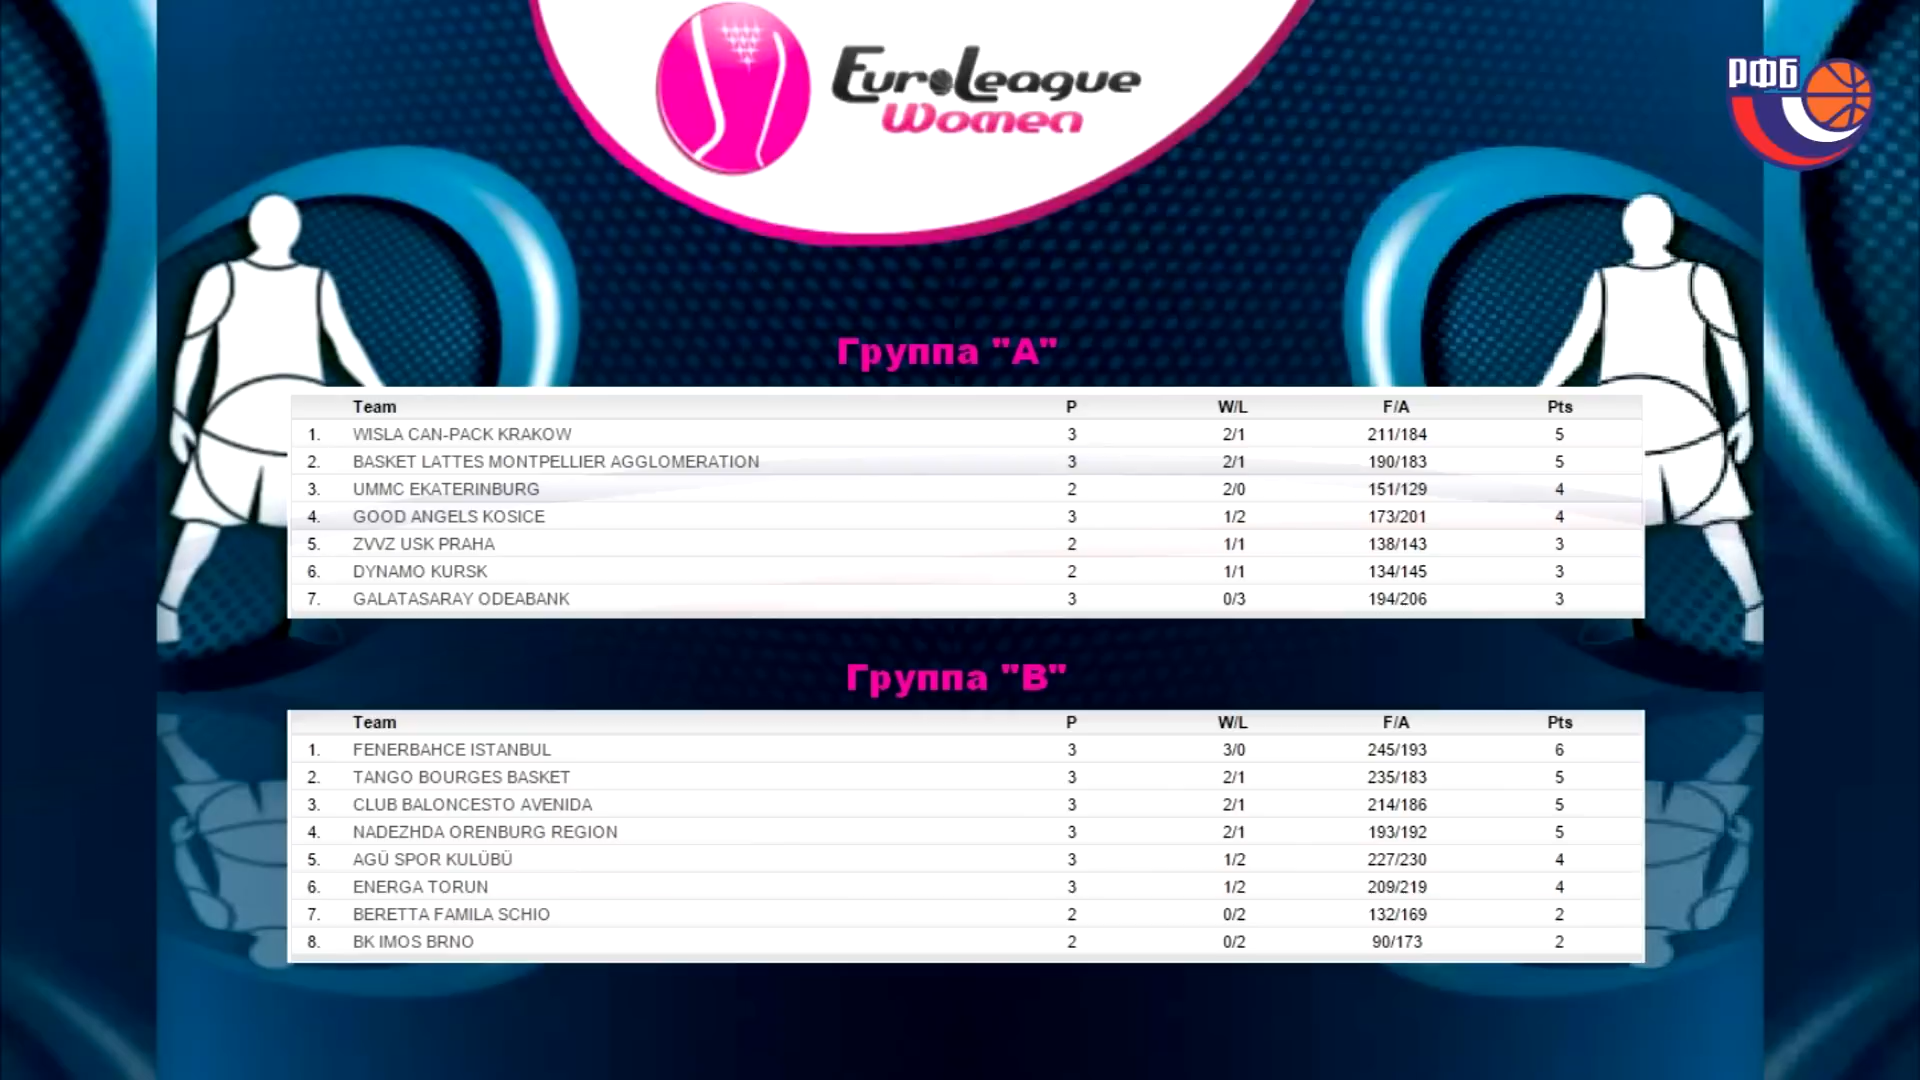 EuroLeague
Women
РФБ
Группа "А"
Team P W/L F/A Pts
1. WISLA CAN-PACK KRAKOW 3 2/1 211/184 5
2. BASKET LATTES MONTPELLIER AGGLOMERATION 3 2/1 190/183 5
3. UMMC EKATERINBURG 2 2/0 151/129 4
4. GOOD ANGELS KOSICE 3 1/2 173/201 4
5. ZVVZ USK PRAHA 2 1/1 138/143 3
6. DYNAMO KURSK 2 1/1 134/145 3
7. GALATASARAY ODEABANK 3 0/3 194/206 3
Группа "В"
Team P W/L F/A Pts
1. FENERBAHCE ISTANBUL 3 3/0 245/193 6
2. TANGO BOURGES BASKET 3 2/1 235/183 5
3. CLUB BALONCESTO AVENIDA 3 2/1 214/186 5
4. NADEZHDA ORENBURG REGION 3 2/1 193/192 5
5. AGÜ SPOR KULÜBÜ 3 1/2 227/230 4
6. ENERGA TORUN 3 1/2 209/219 4
7. BERETTA FAMILA SCHIO 2 0/2 132/169 2
8. BK IMOS BRNO 2 0/2 90/173 2